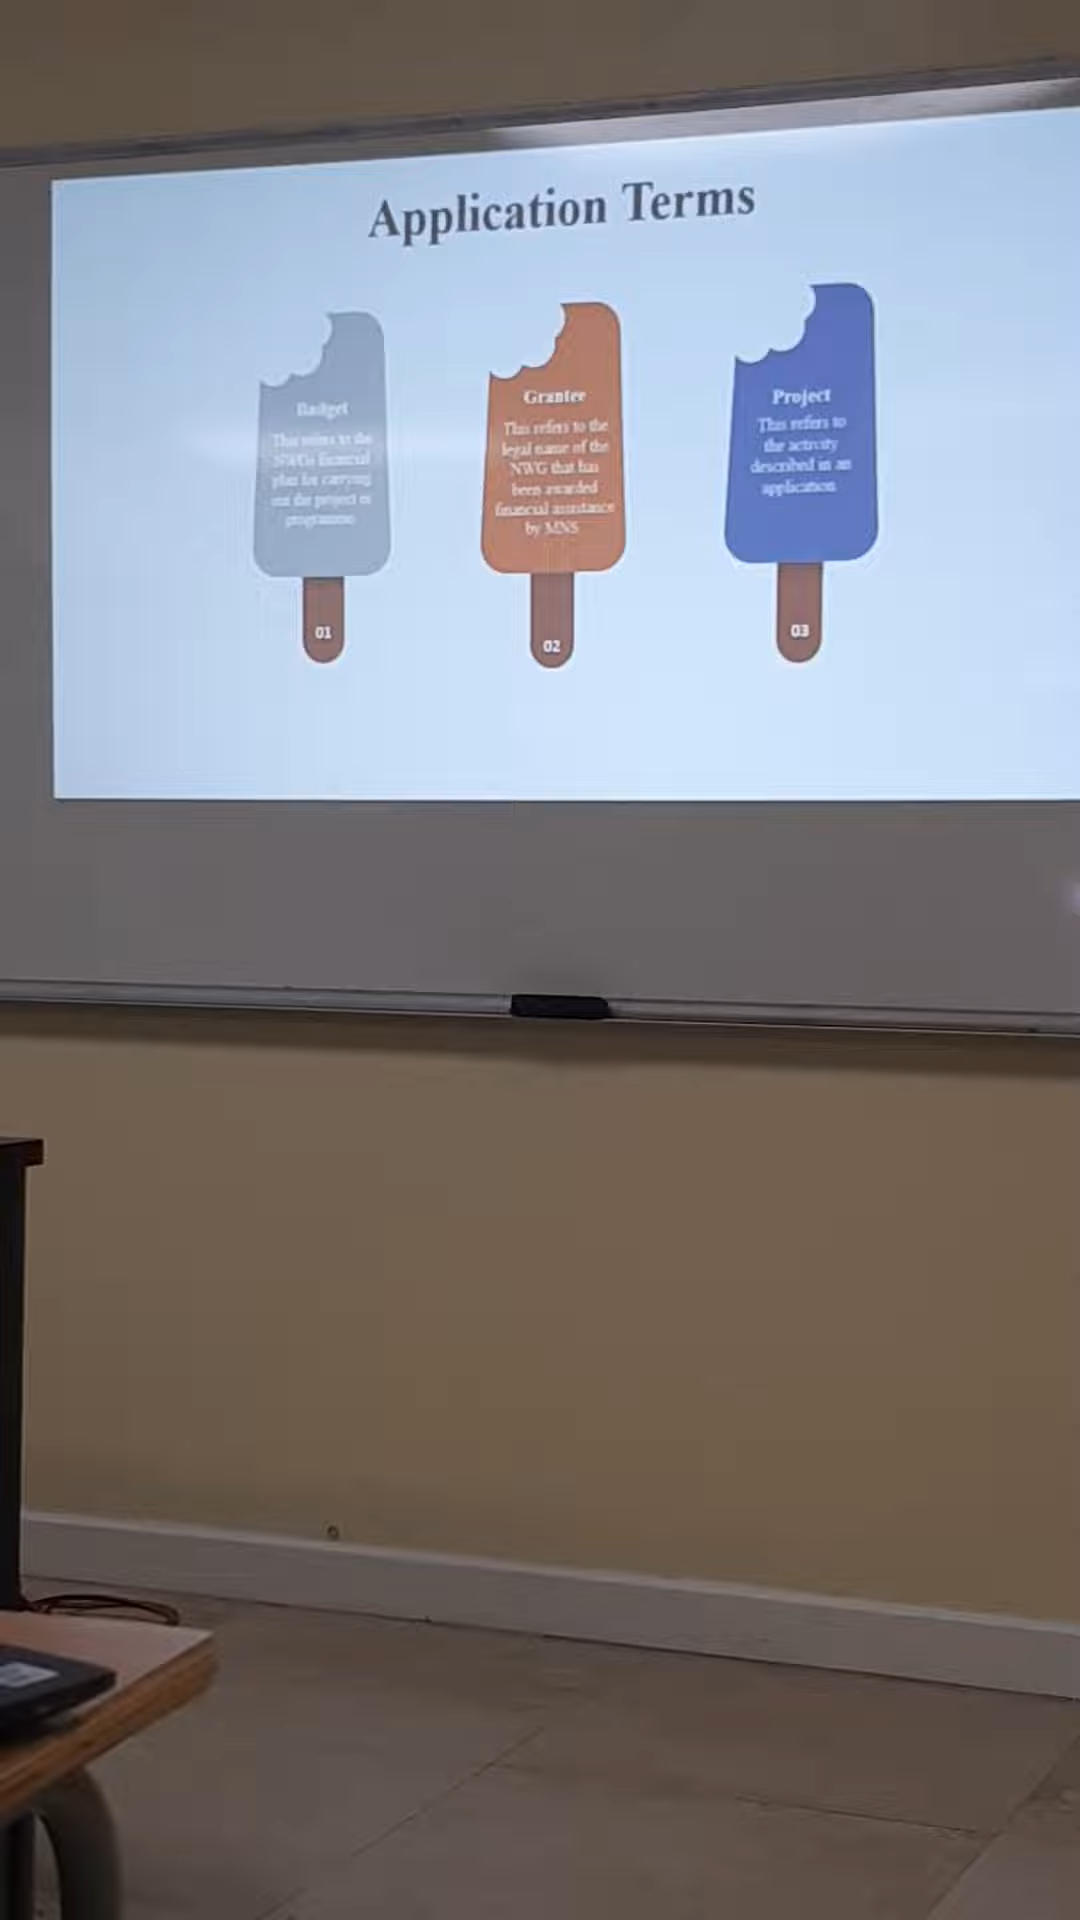 Application Terms
Budget
This refers to the
NWGs financial
plan for carrying
out the project or
programme
01
Grantee
This refers to the
legal name of the
NWG that has
been awarded
financial assistance
by MNS
02
Project
This refers to
the activity
described in an
application
03